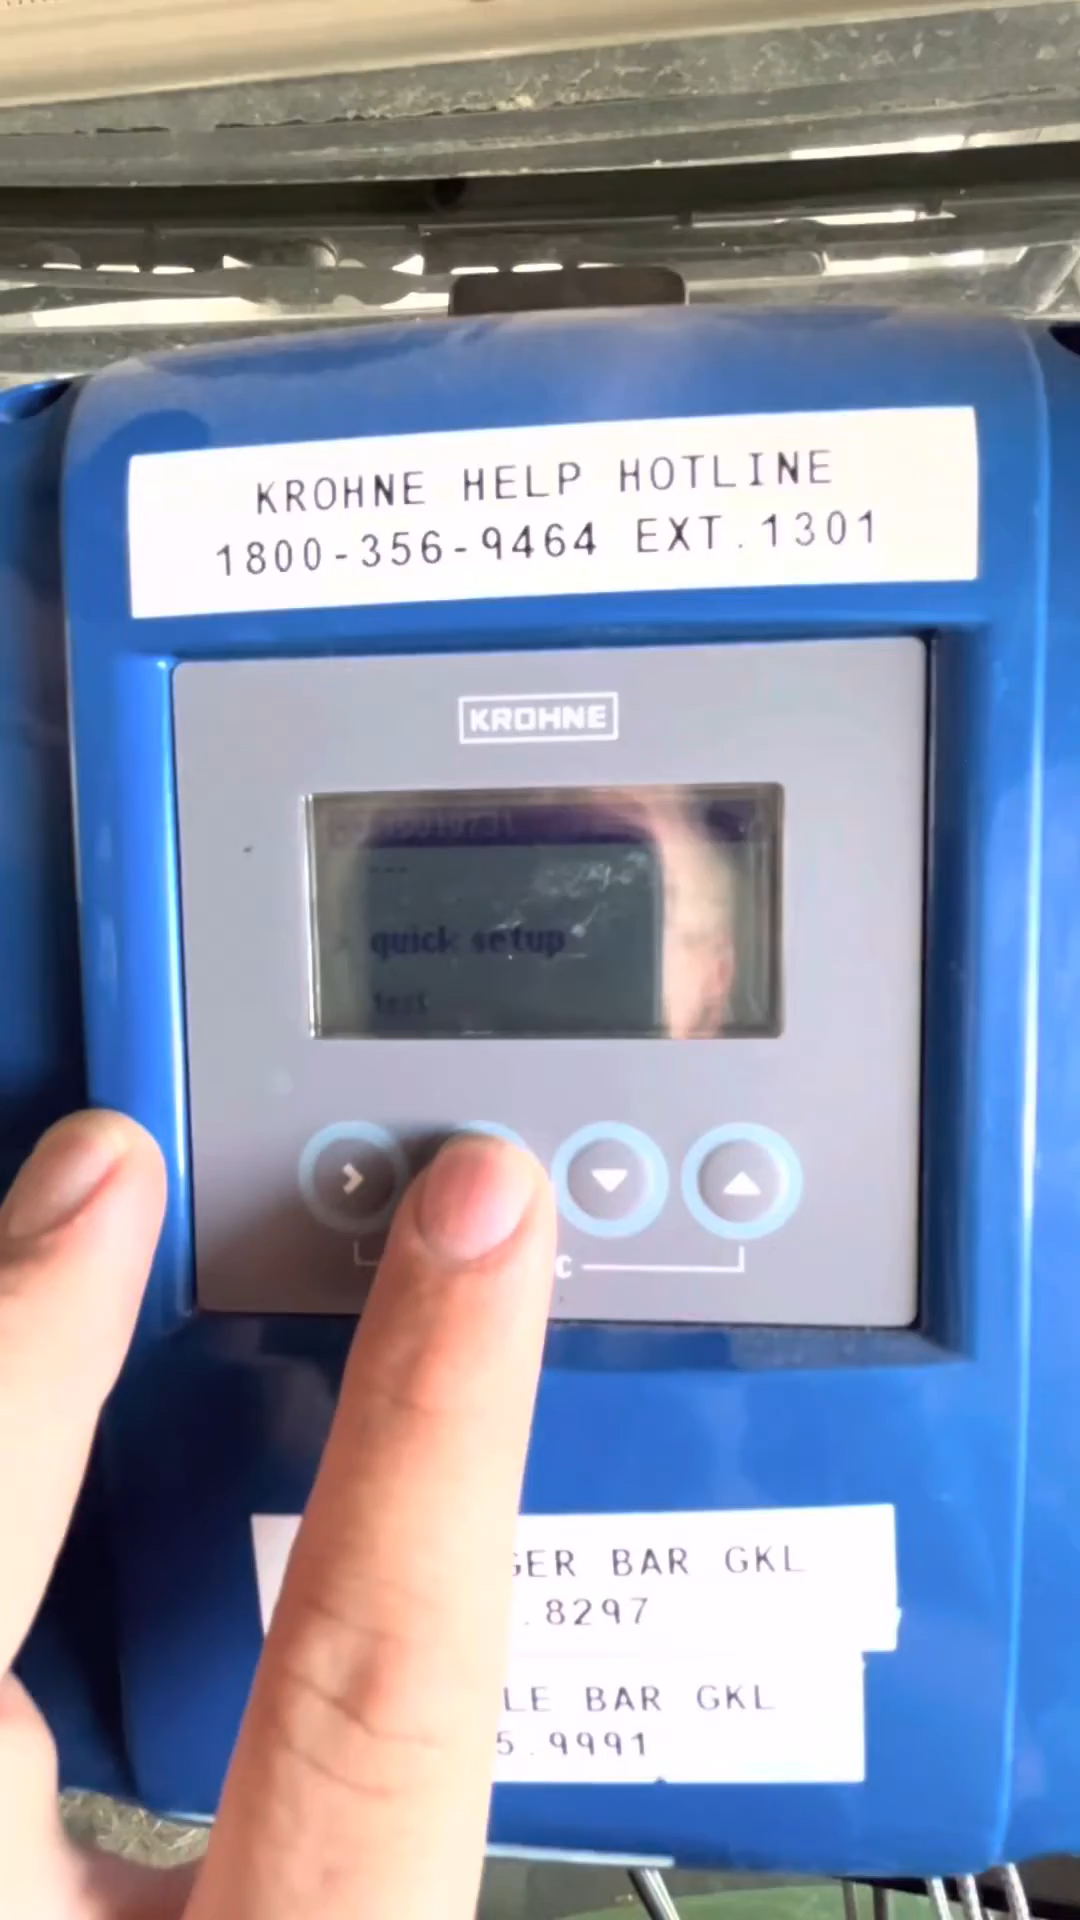 KROHNE HELP HOTLINE
1800-356-9464 EXT.1301
KROHNE
---
quick setup
test
GER BAR GKL
.8297
LE BAR GKL
5.9991